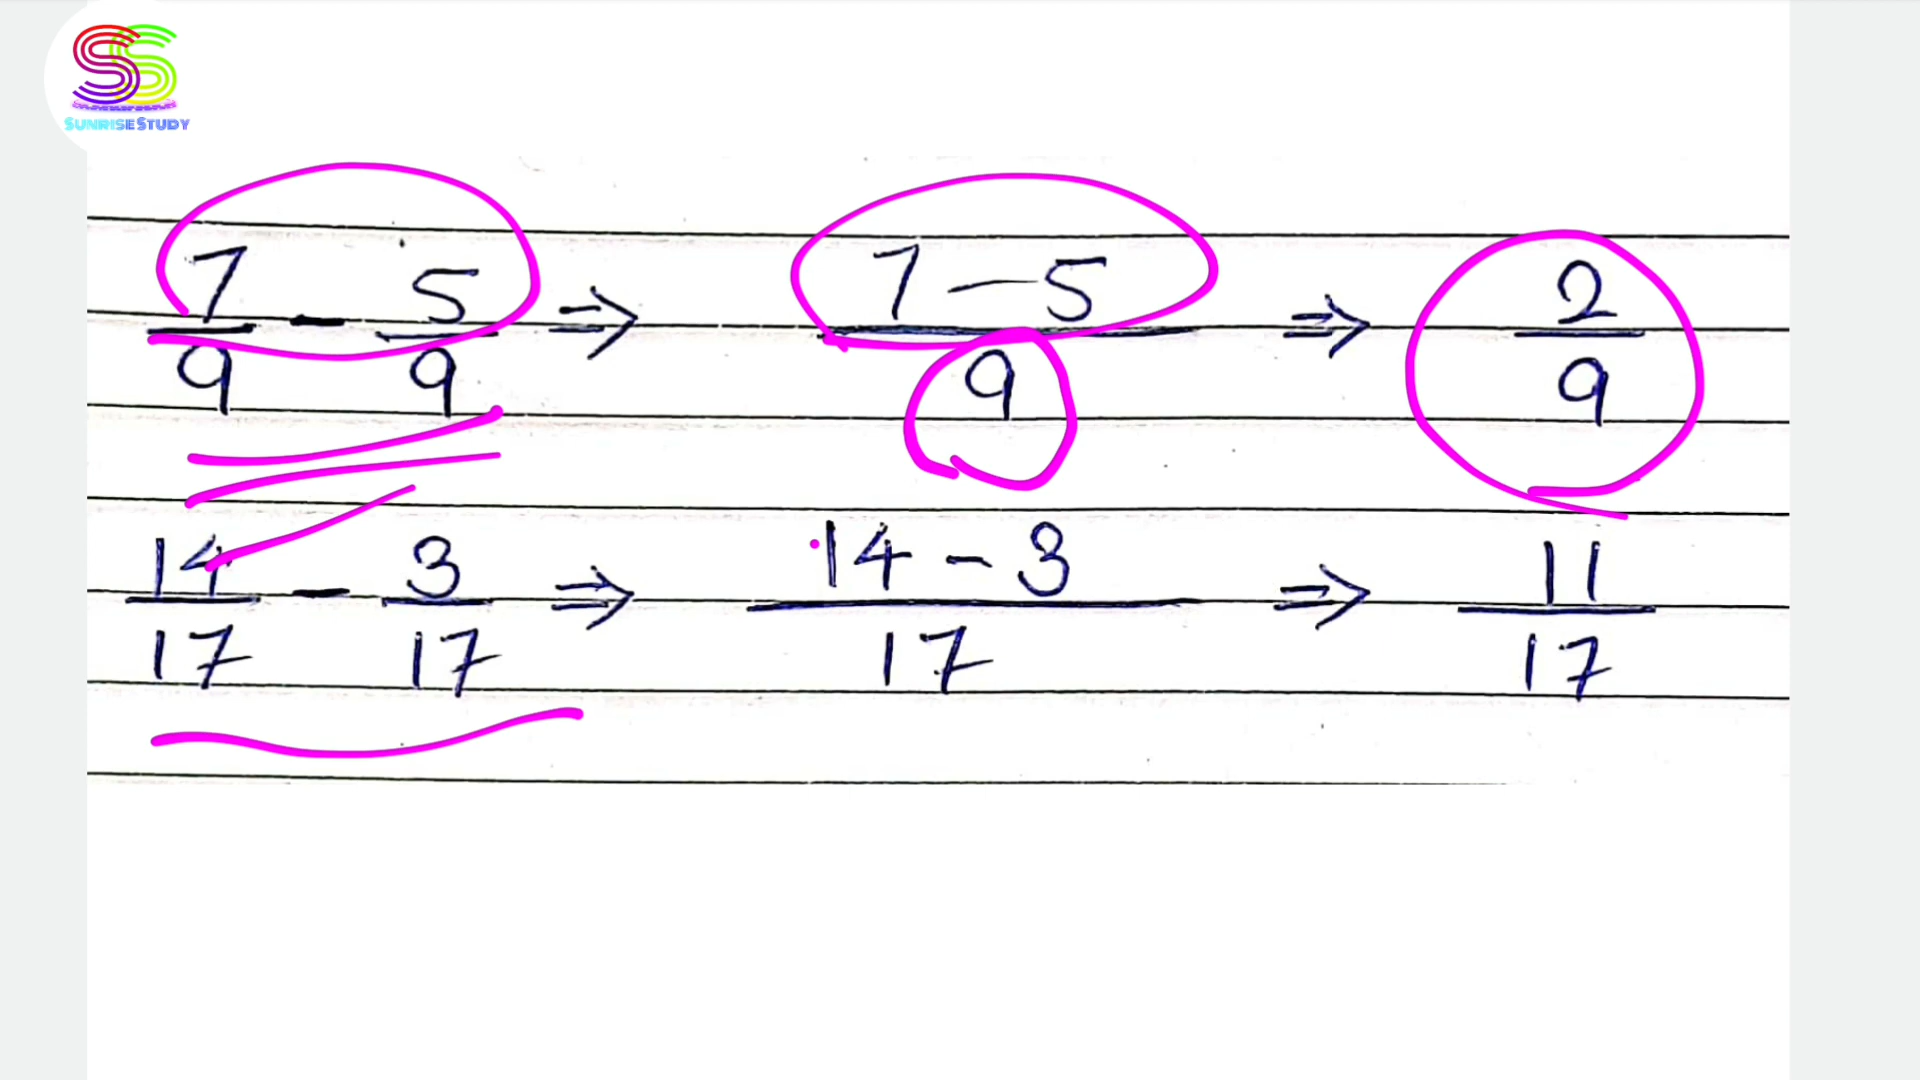 SS
SUNRISE STUDY
7/9 - 5/9 ⇒ 7-5/9 ⇒ 2/9
14/17 - 3/17 ⇒ 14-3/17 ⇒ 11/17